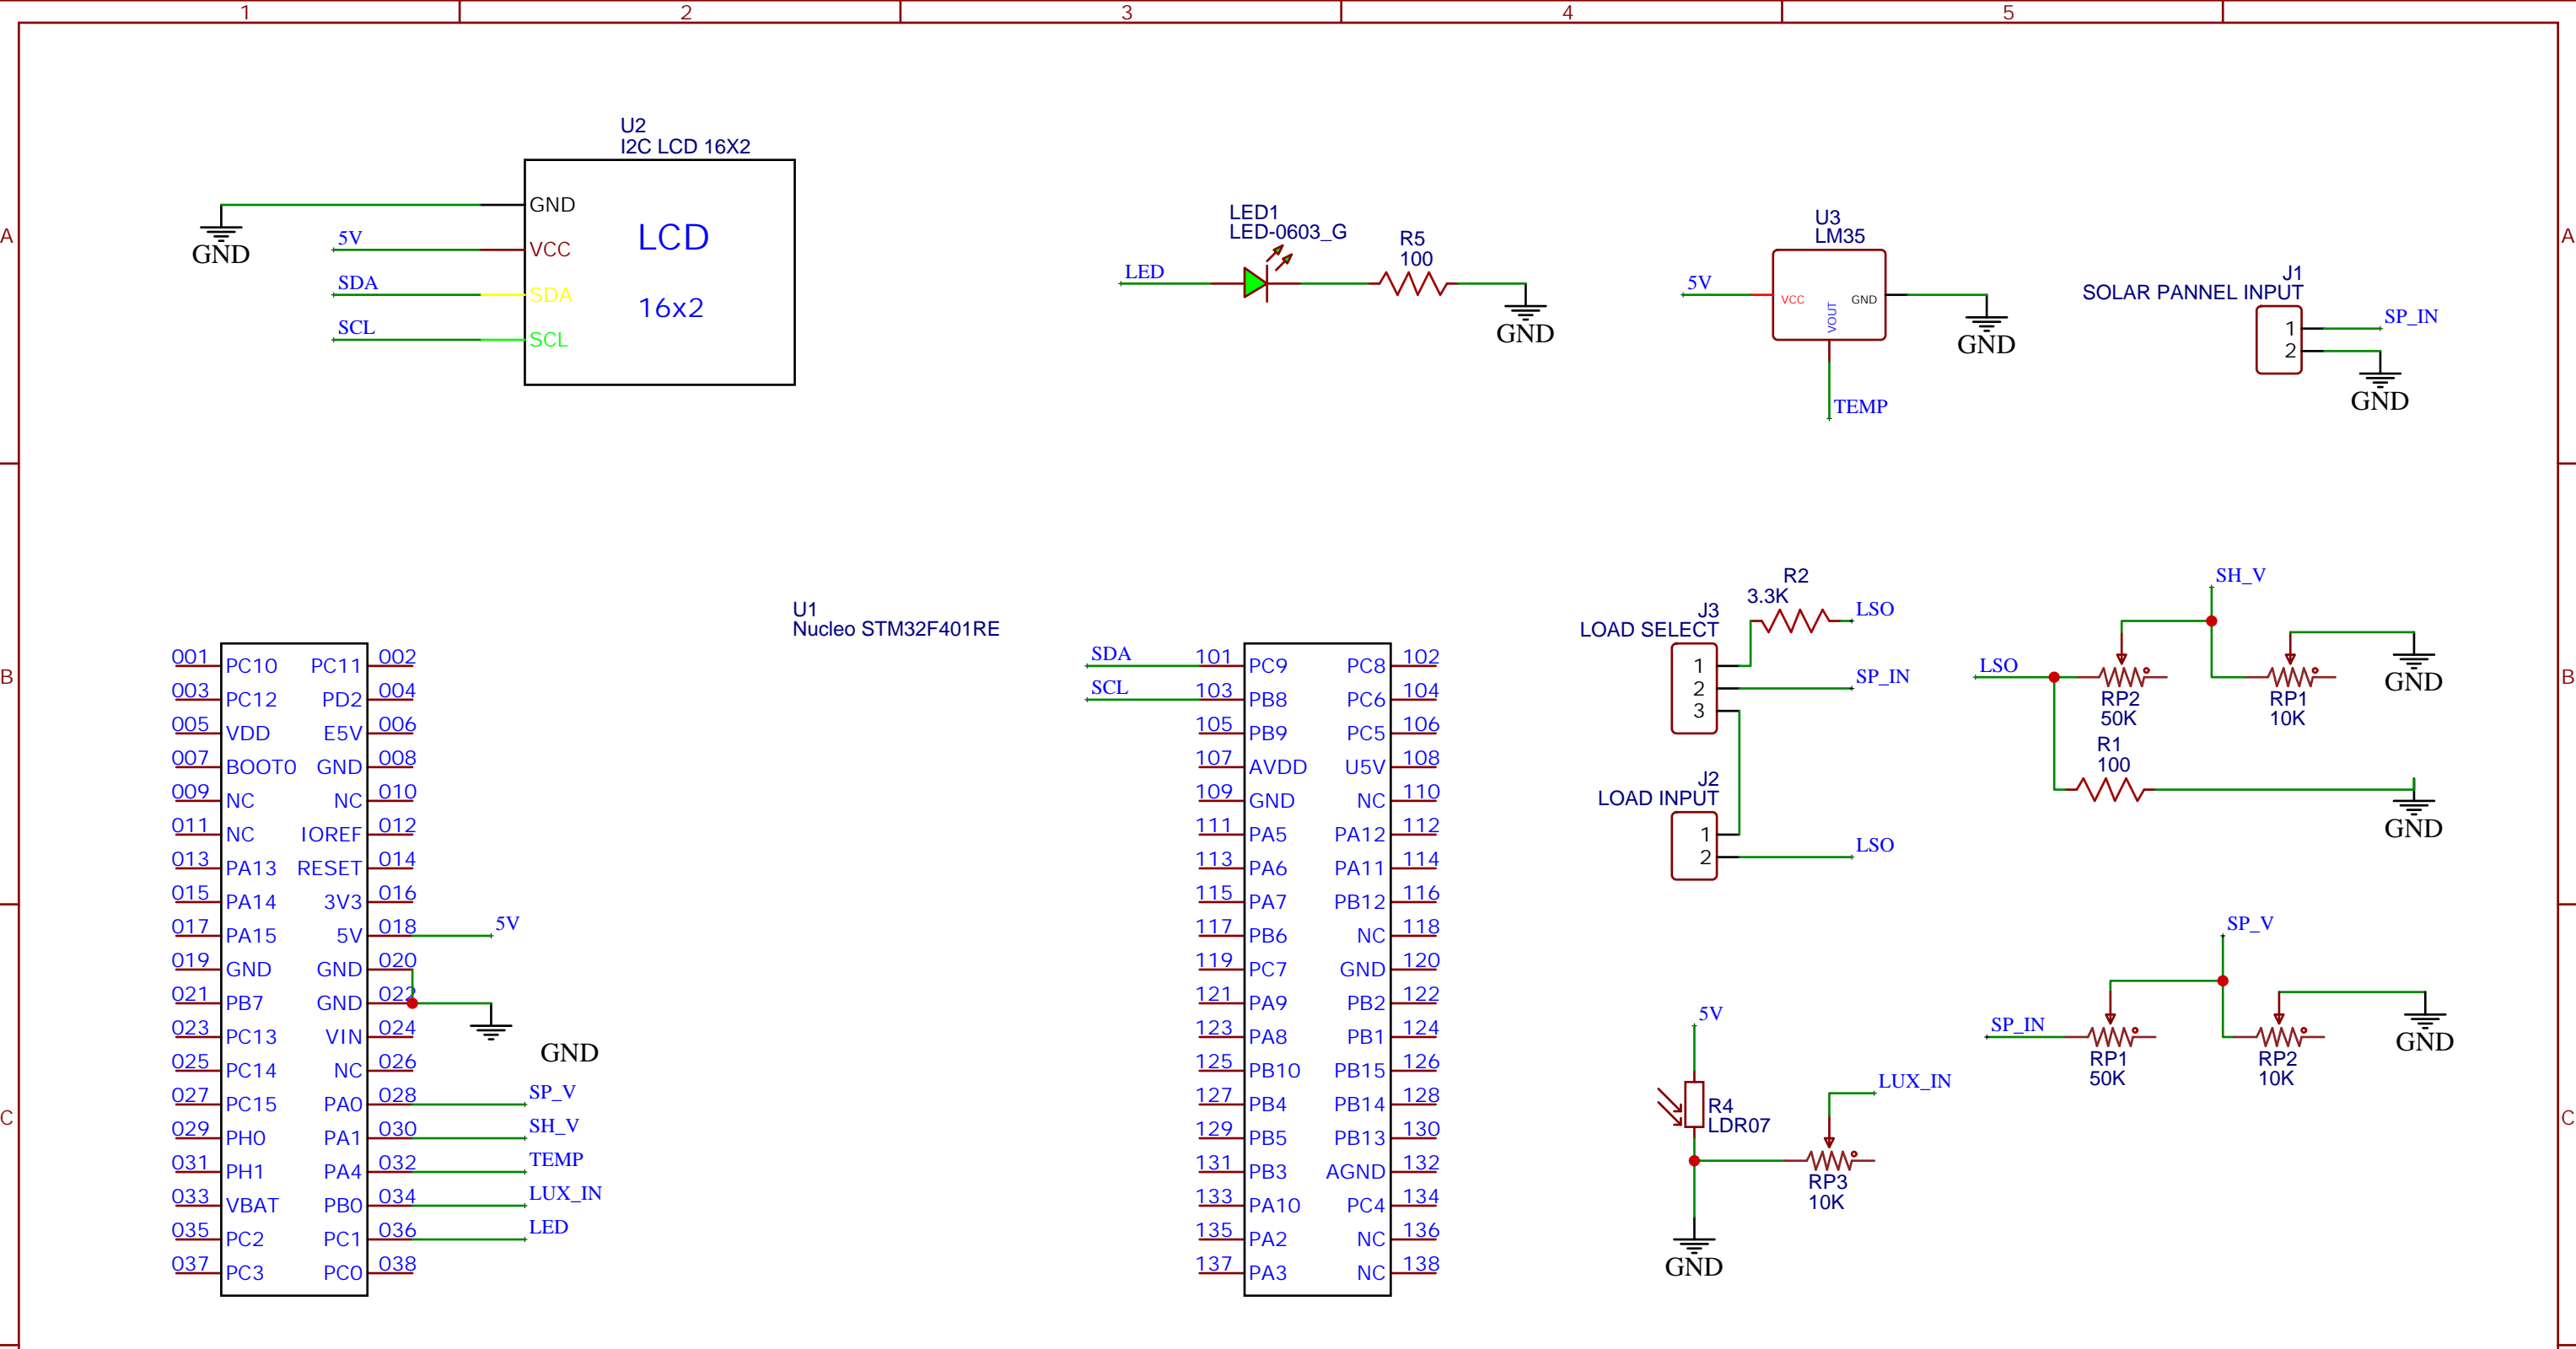 1 2 3 4 5
A A
B B
C C
U2
I2C LCD 16X2
GND
VCC
SDA
SCL
LCD
16x2
GND
5V
SDA
SCL
LED1
LED-0603_G
LED
R5
100
GND
U3
LM35
5V
VCC
VOUT
GND
GND
TEMP
J1
SOLAR PANNEL INPUT
1
2
SP_IN
GND
U1
Nucleo STM32F401RE
001 PC10 PC11 002
003 PC12 PD2 004
005 VDD E5V 006
007 BOOT0 GND 008
009 NC NC 010
011 NC IOREF 012
013 PA13 RESET 014
015 PA14 3V3 016
017 PA15 5V 018 5V
019 GND GND 020
021 PB7 GND 022
023 PC13 VIN 024
GND
025 PC14 NC 026
027 PC15 PA0 028 SP_V
029 PH0 PA1 030 SH_V
031 PH1 PA4 032 TEMP
033 VBAT PB0 034 LUX_IN
035 PC2 PC1 036 LED
037 PC3 PC0 038
SDA 101 PC9 PC8 102
SCL 103 PB8 PC6 104
105 PB9 PC5 106
107 AVDD U5V 108
109 GND NC 110
111 PA5 PA12 112
113 PA6 PA11 114
115 PA7 PB12 116
117 PB6 NC 118
119 PC7 GND 120
121 PA9 PB2 122
123 PA8 PB1 124
125 PB10 PB15 126
127 PB4 PB14 128
129 PB5 PB13 130
131 PB3 AGND 132
133 PA10 PC4 134
135 PA2 NC 136
137 PA3 NC 138
R2
3.3K
LSO
J3
LOAD SELECT
1
2
3
SP_IN
J2
LOAD INPUT
1
2
LSO
SH_V
LSO
RP2
50K
RP1
10K
GND
R1
100
GND
SP_V
SP_IN
RP1
50K
RP2
10K
GND
5V
R4
LDR07
LUX_IN
RP3
10K
GND